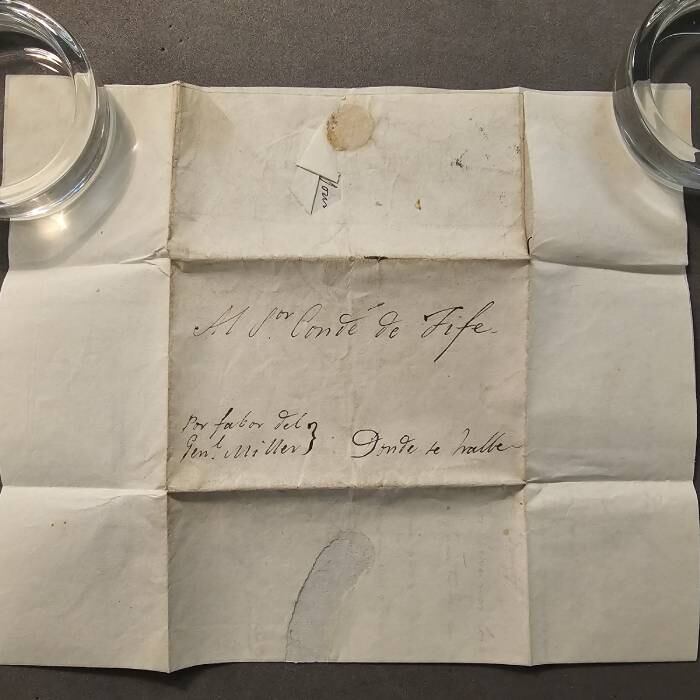 Al Sor. Conde de Fife.
Por fabor del
Genl. Miller } Donde se halle